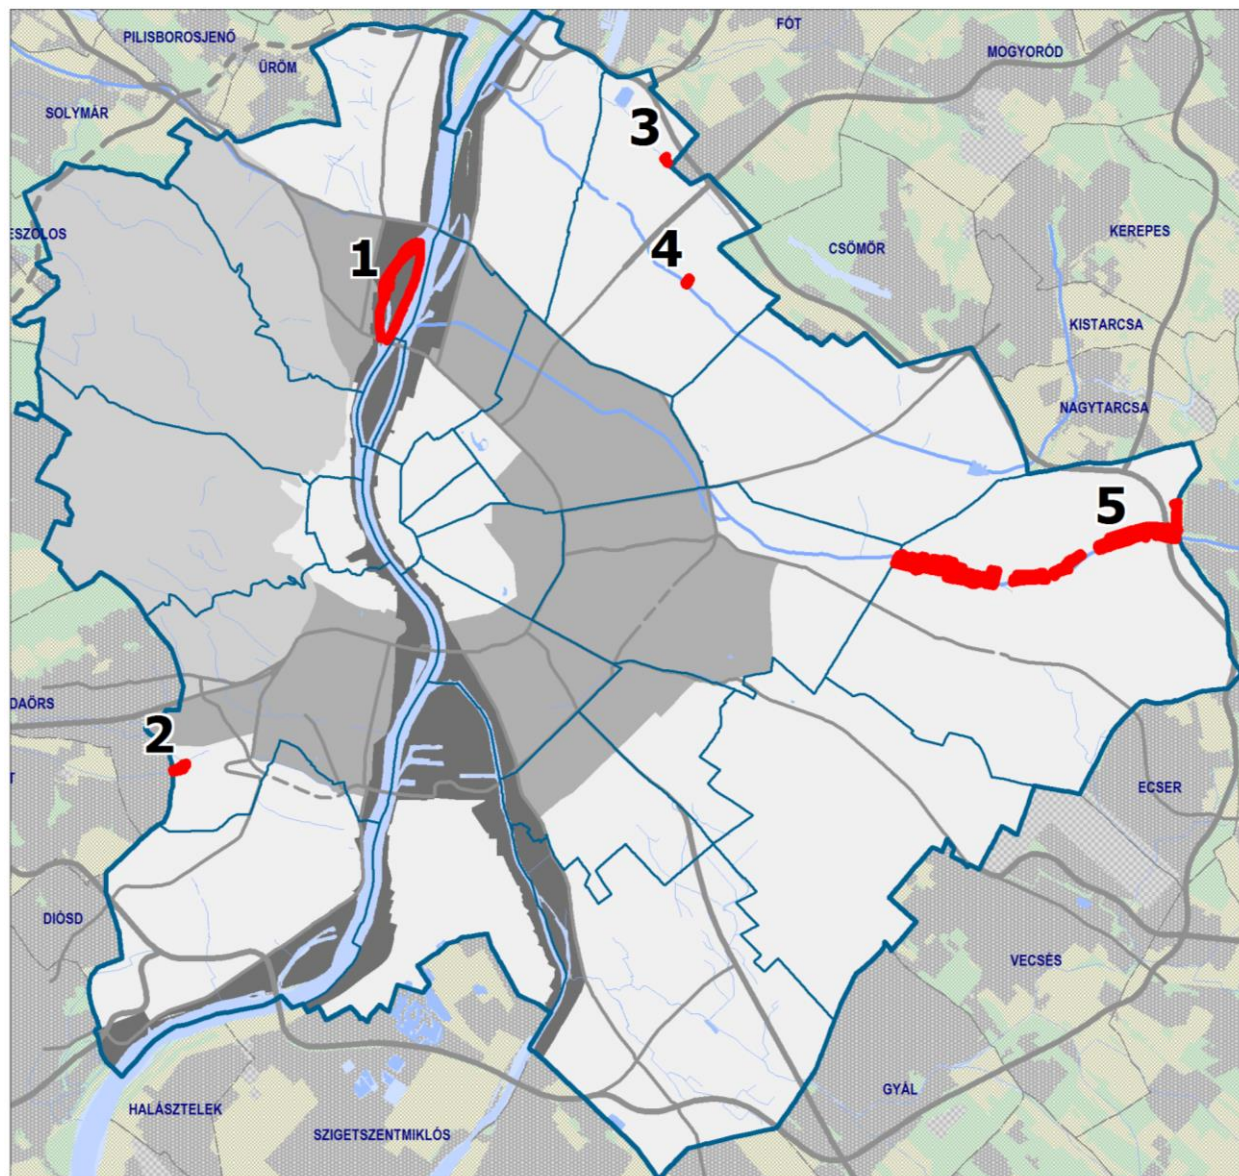 FÓT
PILISBOROSJENŐ
MOGYORÓD
ÜRÖM
SOLYMÁR
3
KEREPES
ESZOLOS
CSÖMÖR
4
1
KISTARCSA
NAGYTARCSA
5
DAÖRS
2
T
ECSER
DIÓSD
VECSÉS
GYÁL
HALÁSZTELEK
SZIGETSZENTMIKLÓS